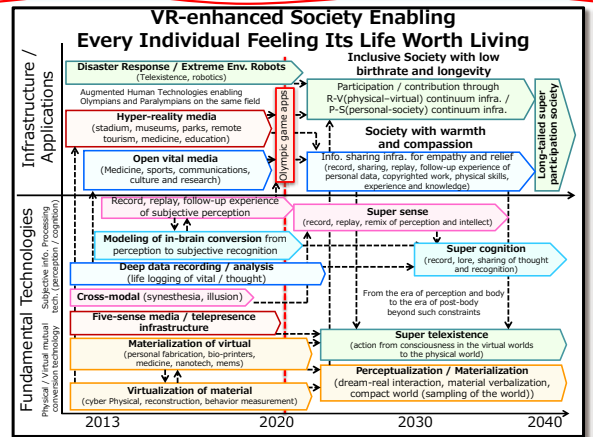 VR-enhanced Society Enabling
Every Individual Feeling Its Life Worth Living
Infrastructure /
Applications
Disaster Response / Extreme Env. Robots
(Telexistence, robotics)
Augmented Human Technologies enabling
Olympians and Paralympians on the same field
Hyper-reality media
(stadium, museums, parks, remote
tourism, medicine, education)
Open vital media
(Medicine, sports, communications,
culture and research)
Olympic game apps
Inclusive Society with low
birthrate and longevity
Participation / contribution through
R-V(physical–virtual) continuum infra. /
P-S(personal-society) continuum infra.
Society with warmth
and compassion
Info. sharing infra. for empathy and relief
(record, sharing, replay, follow-up experience of
personal data, copyrighted work, physical skills,
experience and knowledge)
Long-tailed super
participation society
Fundamental Technologies
Subjective info. Processing
tech. (perception / cognition)
Record, replay, follow-up experience
of subjective perception
Super sense
(record, replay, remix of perception and intellect)
Modeling of in-brain conversion from
perception to subjective recognition
Super cognition
(record, lore, sharing of thought
and recognition)
Deep data recording / analysis
(life logging of vital / thought)
Cross-modal (synesthesia, illusion)
From the era of perception and body
to the era of post-body
beyond such constraints
Physical / Virtual mutual
conversion technology
Five-sense media / telepresence
infrastructure
Materialization of virtual
(personal fabrication, bio-printers,
medicine, nanotech, mems)
Virtualization of material
(cyber Physical, reconstruction, behavior measurement)
Super telexistence
(action from consciousness in the virtual worlds
to the physical world)
Perceptualization / Materialization
(dream-real interaction, material verbalization,
compact world (sampling of the world))
2013 2020 2030 2040